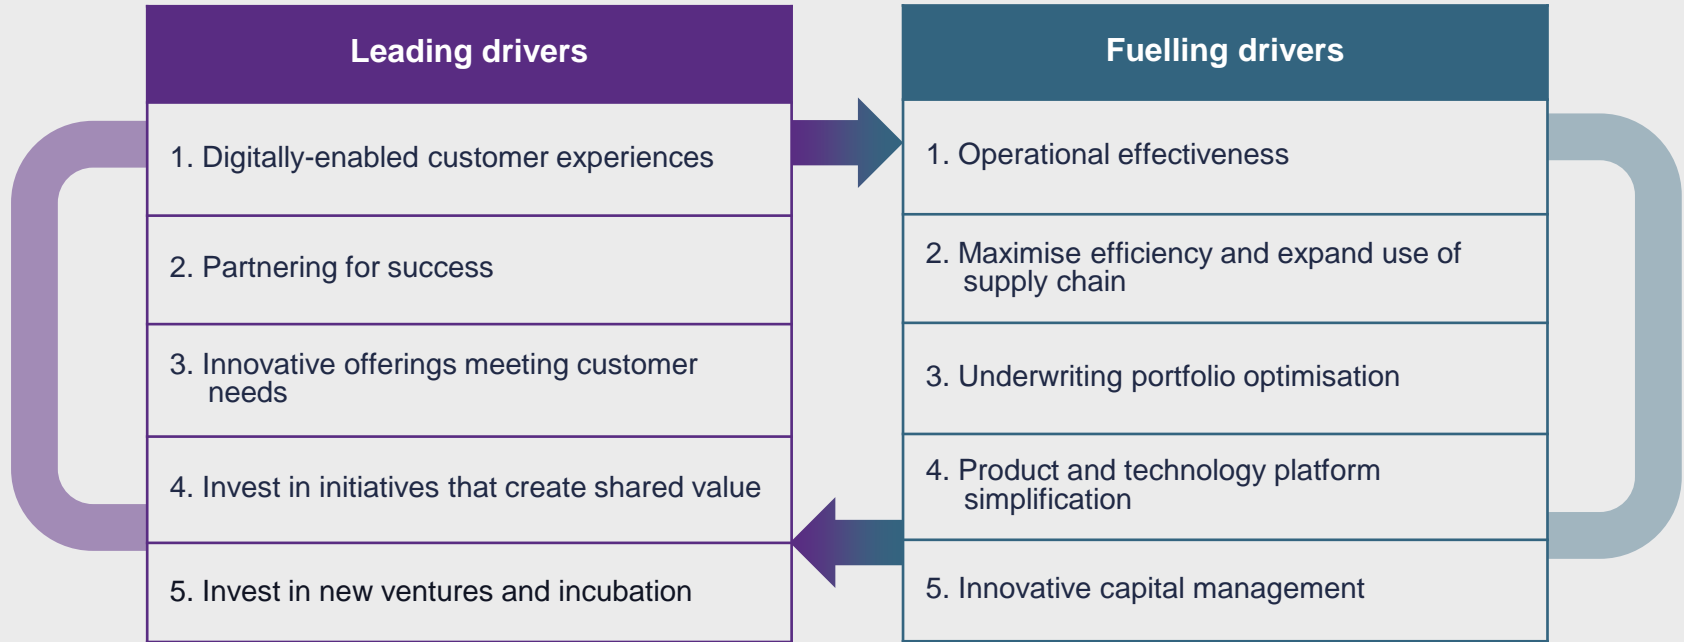 Leading drivers
1. Digitally-enabled customer experiences
2. Partnering for success
3. Innovative offerings meeting customer
needs
4. Invest in initiatives that create shared value
5. Invest in new ventures and incubation
Fuelling drivers
1. Operational effectiveness
2. Maximise efficiency and expand use of
supply chain
3. Underwriting portfolio optimisation
4. Product and technology platform
simplification
5. Innovative capital management